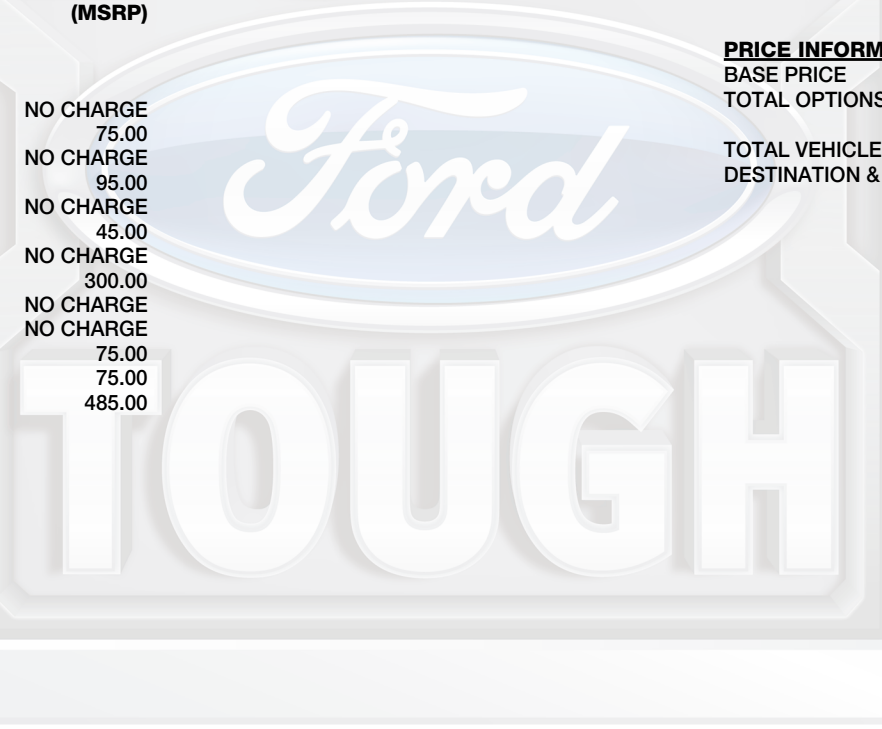 (MSRP)
NO CHARGE
75.00
NO CHARGE
95.00
NO CHARGE
45.00
NO CHARGE
300.00
NO CHARGE
NO CHARGE
75.00
75.00
485.00
PRICE INFORM
BASE PRICE
TOTAL OPTIONS
TOTAL VEHICLE
DESTINATION &
Ford
TOUGH